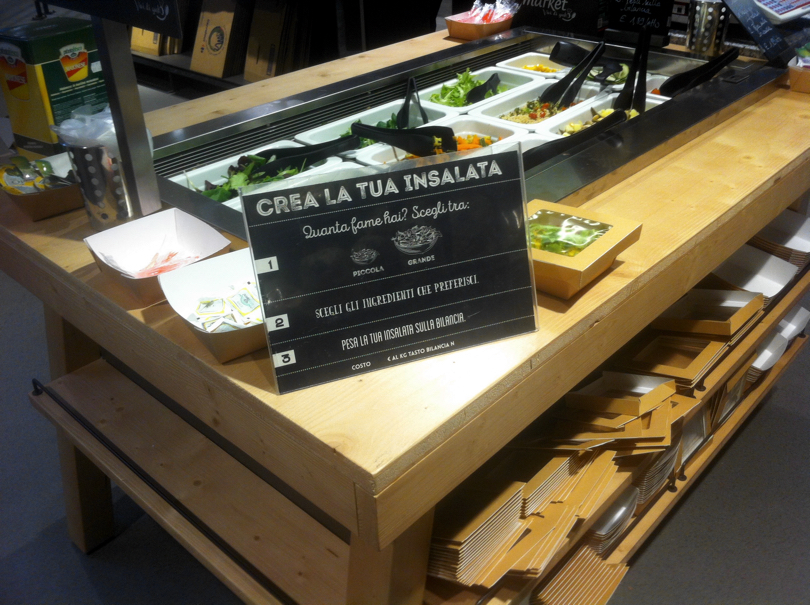 market
CREA LA TUA INSALATA
Quanta fame hai? Scegli tra:
PICCOLA GRANDE
1
2 SCEGLI GLI INGREDIENTI CHE PREFERISCI.
3 PESA LA TUA INSALATA SULLA BILANCIA.
COSTO € AL KG TASTO BILANCIA N